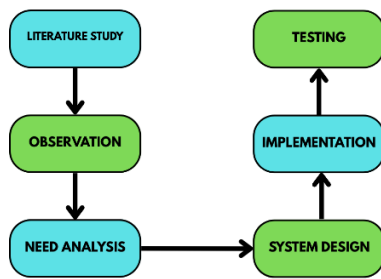 LITERATURE STUDY
OBSERVATION
NEED ANALYSIS
SYSTEM DESIGN
IMPLEMENTATION
TESTING